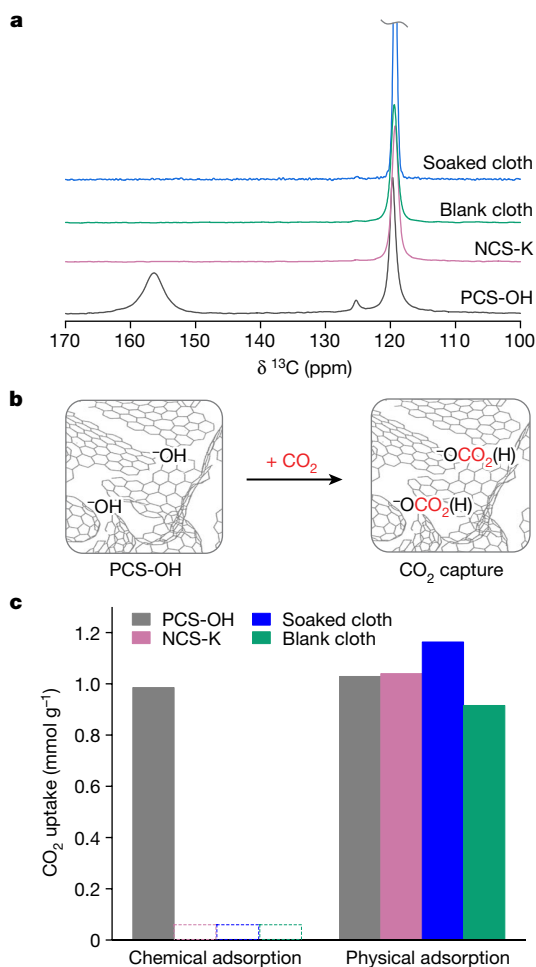 a
Soaked cloth
Blank cloth
NCS-K
PCS-OH
170 160 150 140 130 120 110 100
δ ¹³C (ppm)
b
⁻OH
⁻OH
+ CO₂
⁻OCO₂(H)
⁻OCO₂(H)
PCS-OH
CO₂ capture
c
PCS-OH Soaked cloth
NCS-K Blank cloth
1.2
1.0
0.8
0.6
0.4
0.2
0
CO₂ uptake (mmol g⁻¹)
Chemical adsorption Physical adsorption